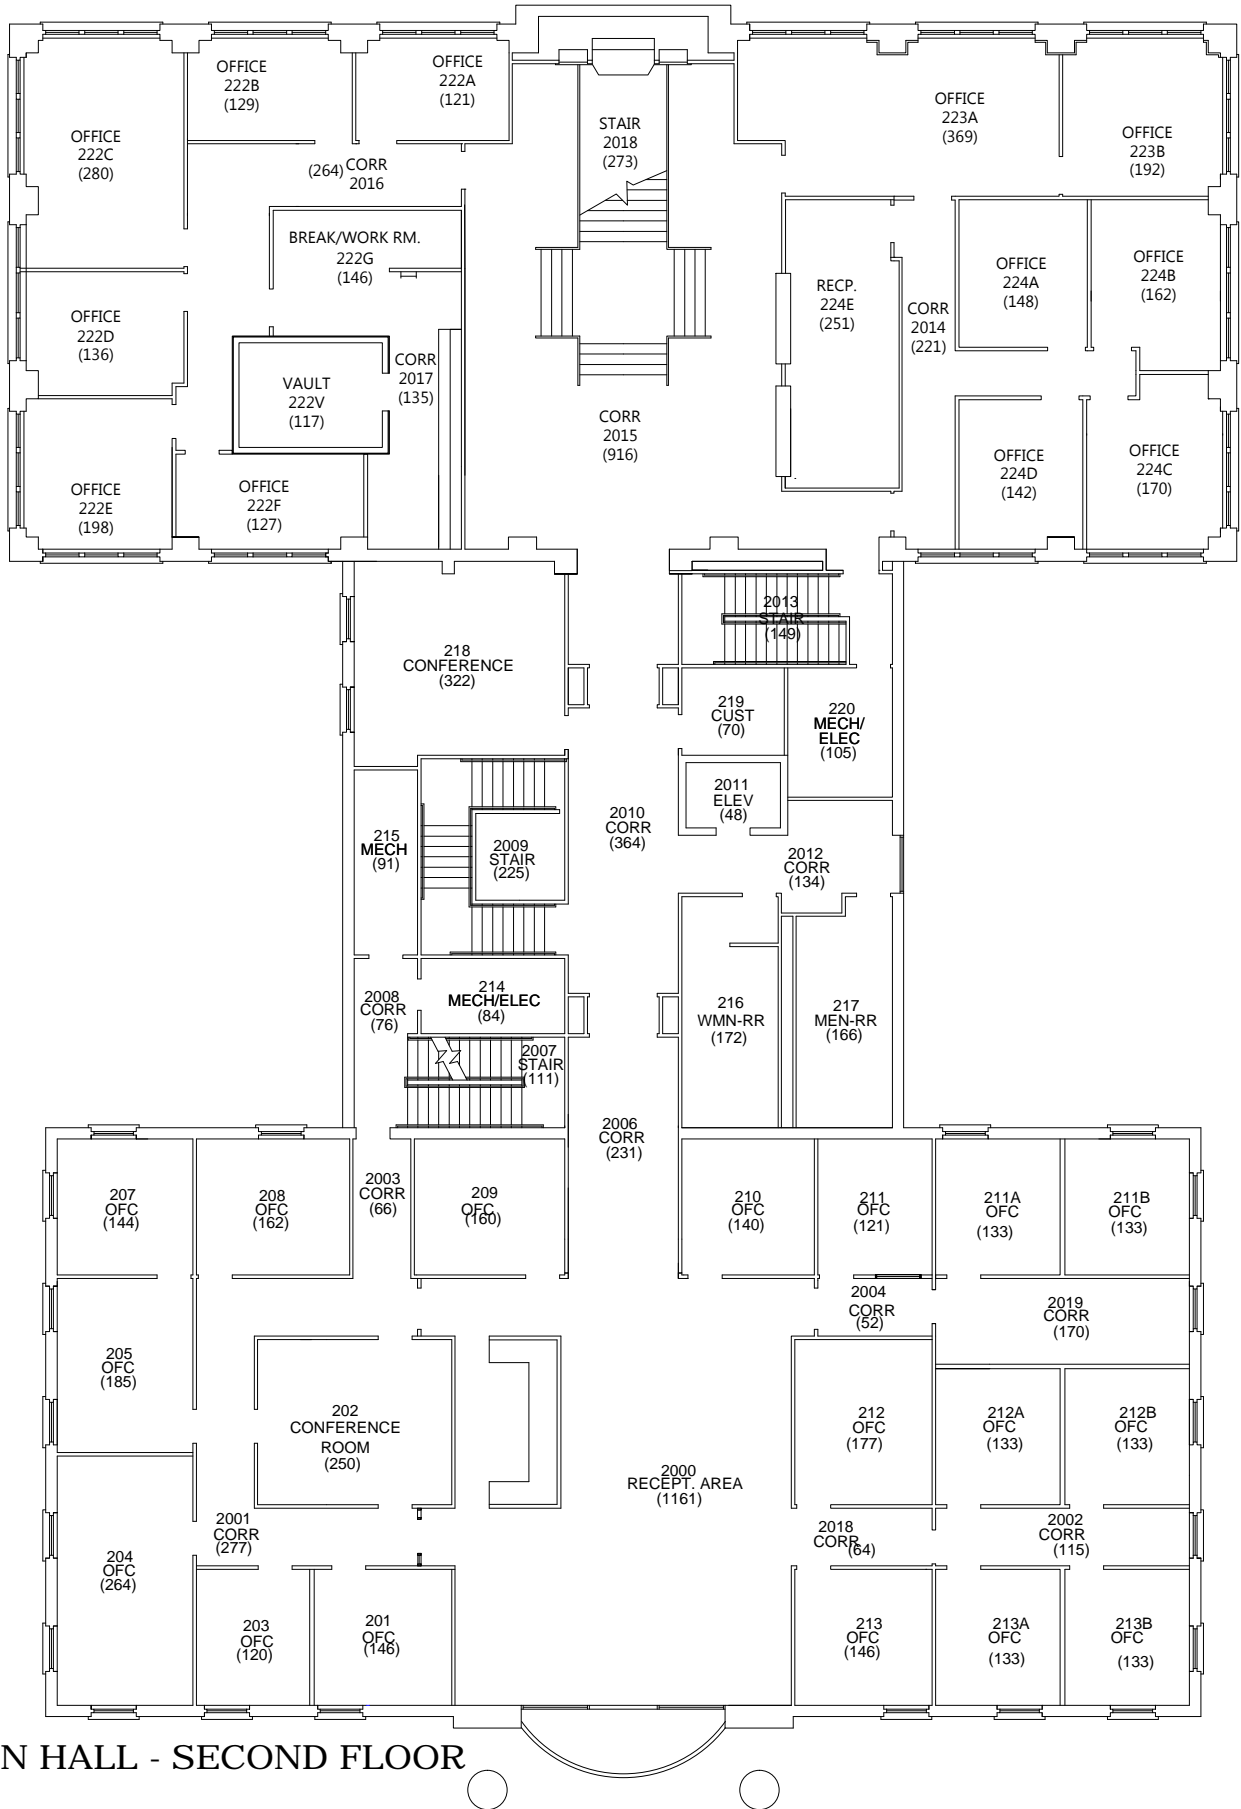 OFFICE
222B
(129)
OFFICE
222A
(121)
STAIR
2018
(273)
OFFICE
223A
(369)
OFFICE
223B
(192)
OFFICE
222C
(280)
(264) CORR
2016
BREAK/WORK RM.
222G
(146)
OFFICE
222D
(136)
VAULT
222V
(117)
CORR
2017
(135)
CORR
2015
(916)
RECP.
224E
(251)
CORR
2014
(221)
OFFICE
224A
(148)
OFFICE
224B
(162)
OFFICE
222E
(198)
OFFICE
222F
(127)
OFFICE
224D
(142)
OFFICE
224C
(170)
218
CONFERENCE
(322)
2013
STAIR
(149)
219
CUST
(70)
220
MECH/
ELEC
(105)
2011
ELEV
(48)
215
MECH
(91)
2009
STAIR
(225)
2010
CORR
(364)
2012
CORR
(134)
2008
CORR
(76)
214
MECH/ELEC
(84)
216
WMN-RR
(172)
217
MEN-RR
(166)
2007
STAIR
(111)
2006
CORR
(231)
207
OFC
(144)
208
OFC
(162)
2003
CORR
(66)
209
OFC
(160)
210
OFC
(140)
211
OFC
(121)
211A
OFC
(133)
211B
OFC
(133)
2004
CORR
(52)
2019
CORR
(170)
205
OFC
(185)
202
CONFERENCE
ROOM
(250)
212
OFC
(177)
212A
OFC
(133)
212B
OFC
(133)
2000
RECEPT. AREA
(1161)
2001
CORR
(277)
2018
CORR
(64)
2002
CORR
(115)
204
OFC
(264)
203
OFC
(120)
201
OFC
(146)
213
OFC
(146)
213A
OFC
(133)
213B
OFC
(133)
N HALL - SECOND FLOOR